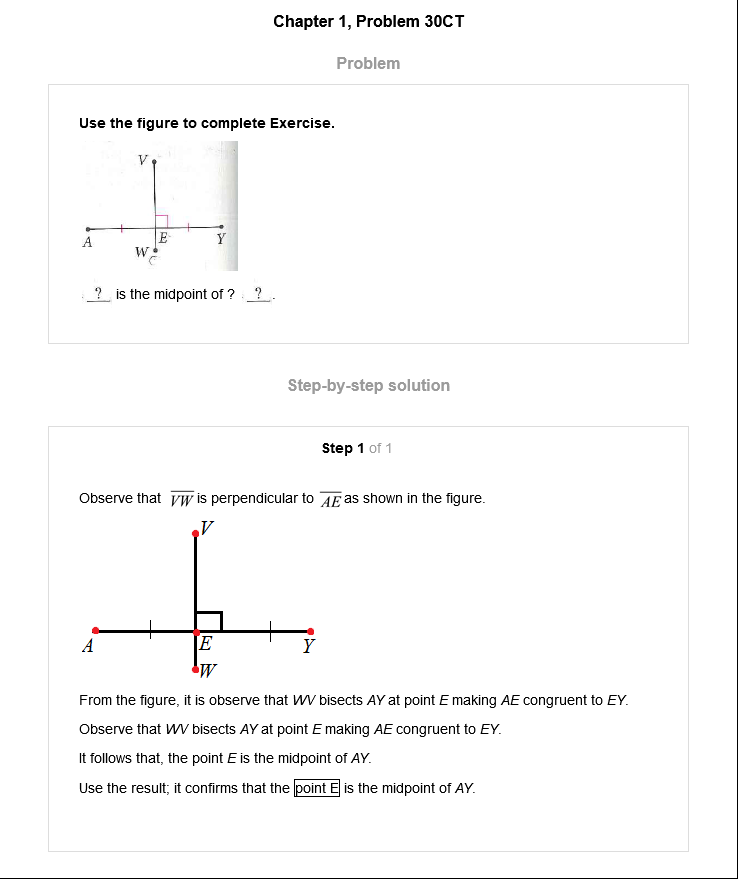 Chapter 1, Problem 30CT
Problem
Use the figure to complete Exercise.
V
A
E
Y
W
? is the midpoint of ? ? .
Step-by-step solution
Step 1 of 1
Observe that VW is perpendicular to AE as shown in the figure.
V
A
E
Y
W
From the figure, it is observe that WV bisects AY at point E making AE congruent to EY.
Observe that WV bisects AY at point E making AE congruent to EY.
It follows that, the point E is the midpoint of AY.
Use the result; it confirms that the point E is the midpoint of AY.